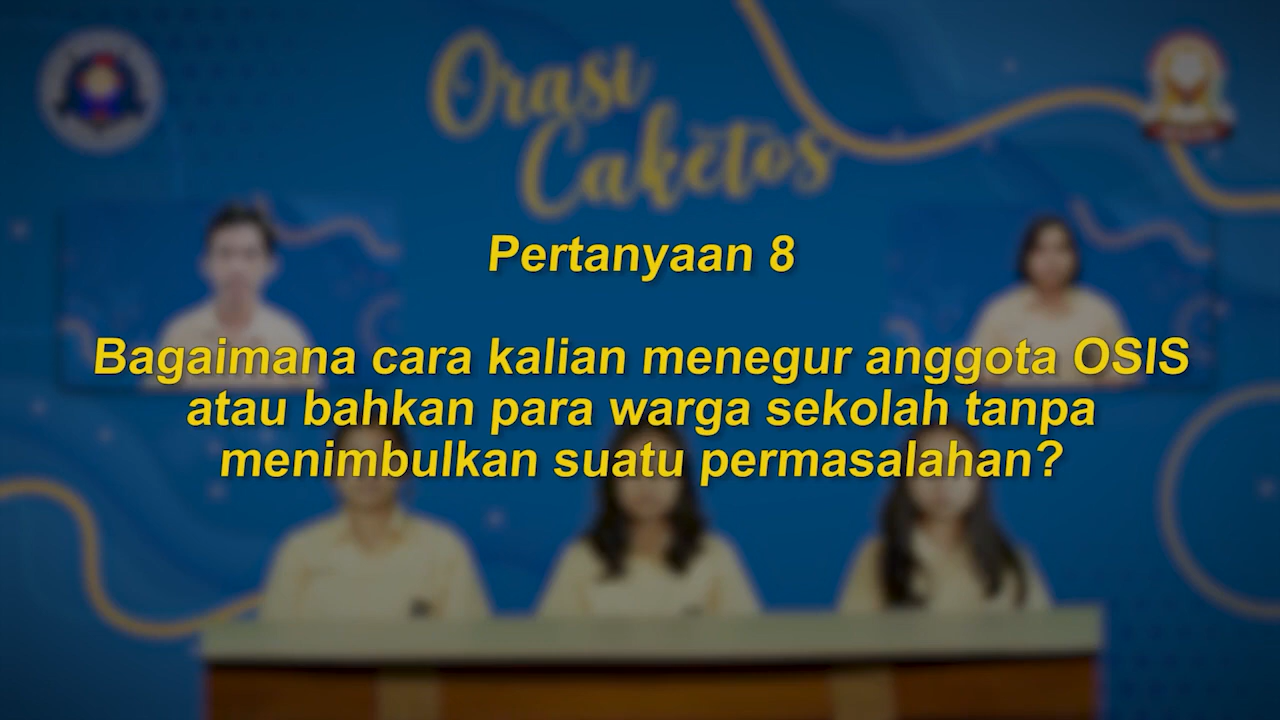 Orasi
Caketos
Pertanyaan 8
Bagaimana cara kalian menegur anggota OSIS
atau bahkan para warga sekolah tanpa
menimbulkan suatu permasalahan?